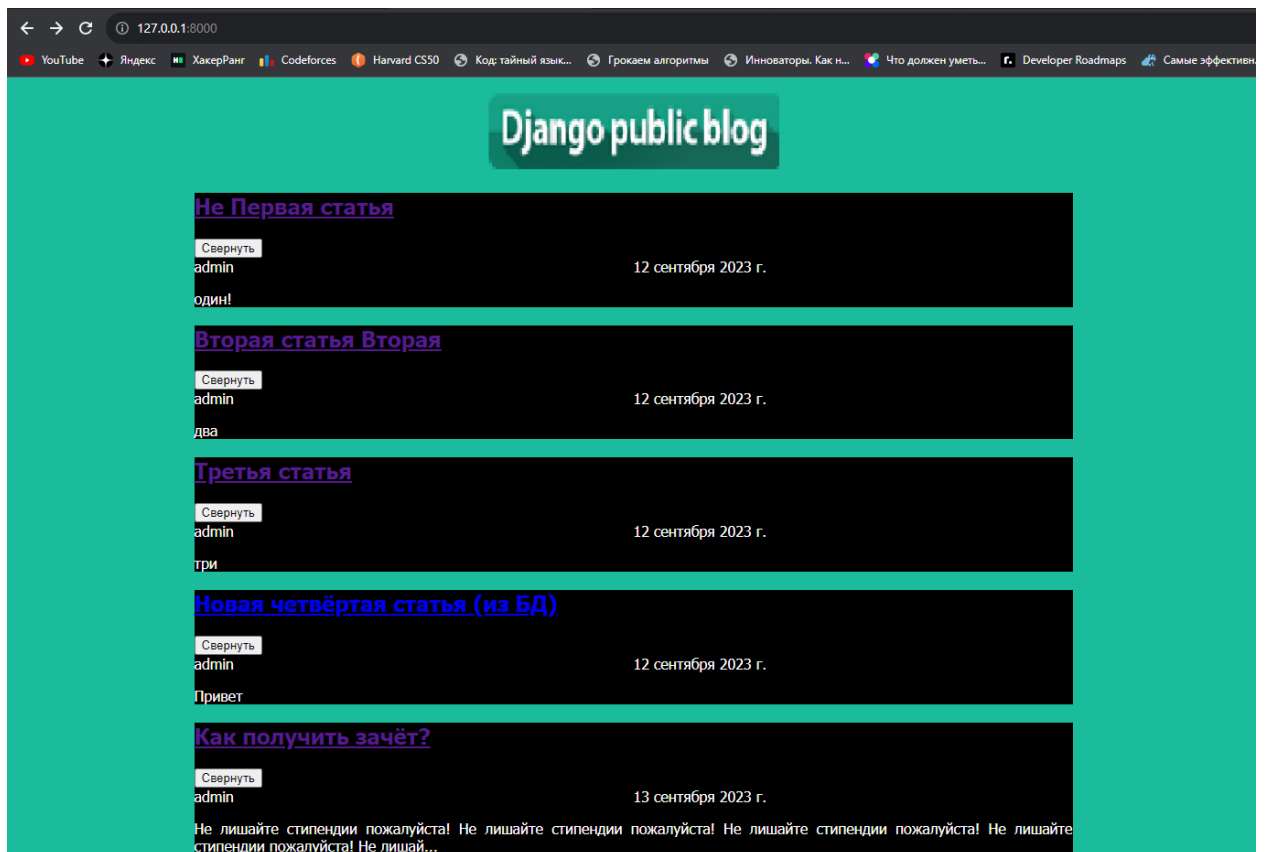 127.0.0.1:8000
YouTube Яндекс ХакерРанг Codeforces Harvard CS50 Код: тайный язык... Грокаем алгоритмы Инноваторы. Как н... Что должен уметь... Developer Roadmaps Самые эффективн.
Django public blog
Не Первая статья
Свернуть
admin 12 сентября 2023 г.
один!
Вторая статья Вторая
Свернуть
admin 12 сентября 2023 г.
два
Третья статья
Свернуть
admin 12 сентября 2023 г.
три
Новая четвёртая статья (из БД)
Свернуть
admin 12 сентября 2023 г.
Привет
Как получить зачёт?
Свернуть
admin 13 сентября 2023 г.
Не лишайте стипендии пожалуйста! Не лишайте стипендии пожалуйста! Не лишайте стипендии пожалуйста! Не лишайте
стипендии пожалуйста! Не лишай...